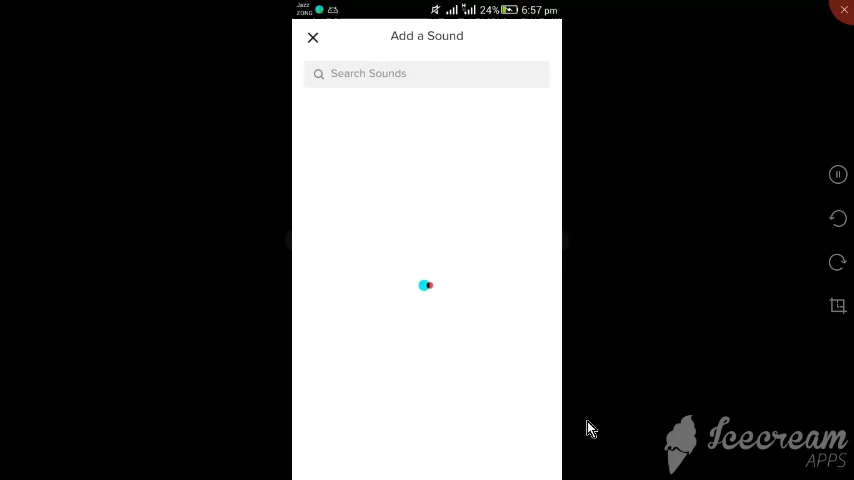 Jazz
ZONG
24%
6:57 pm
Add a Sound
Search Sounds
Icecream
APPS